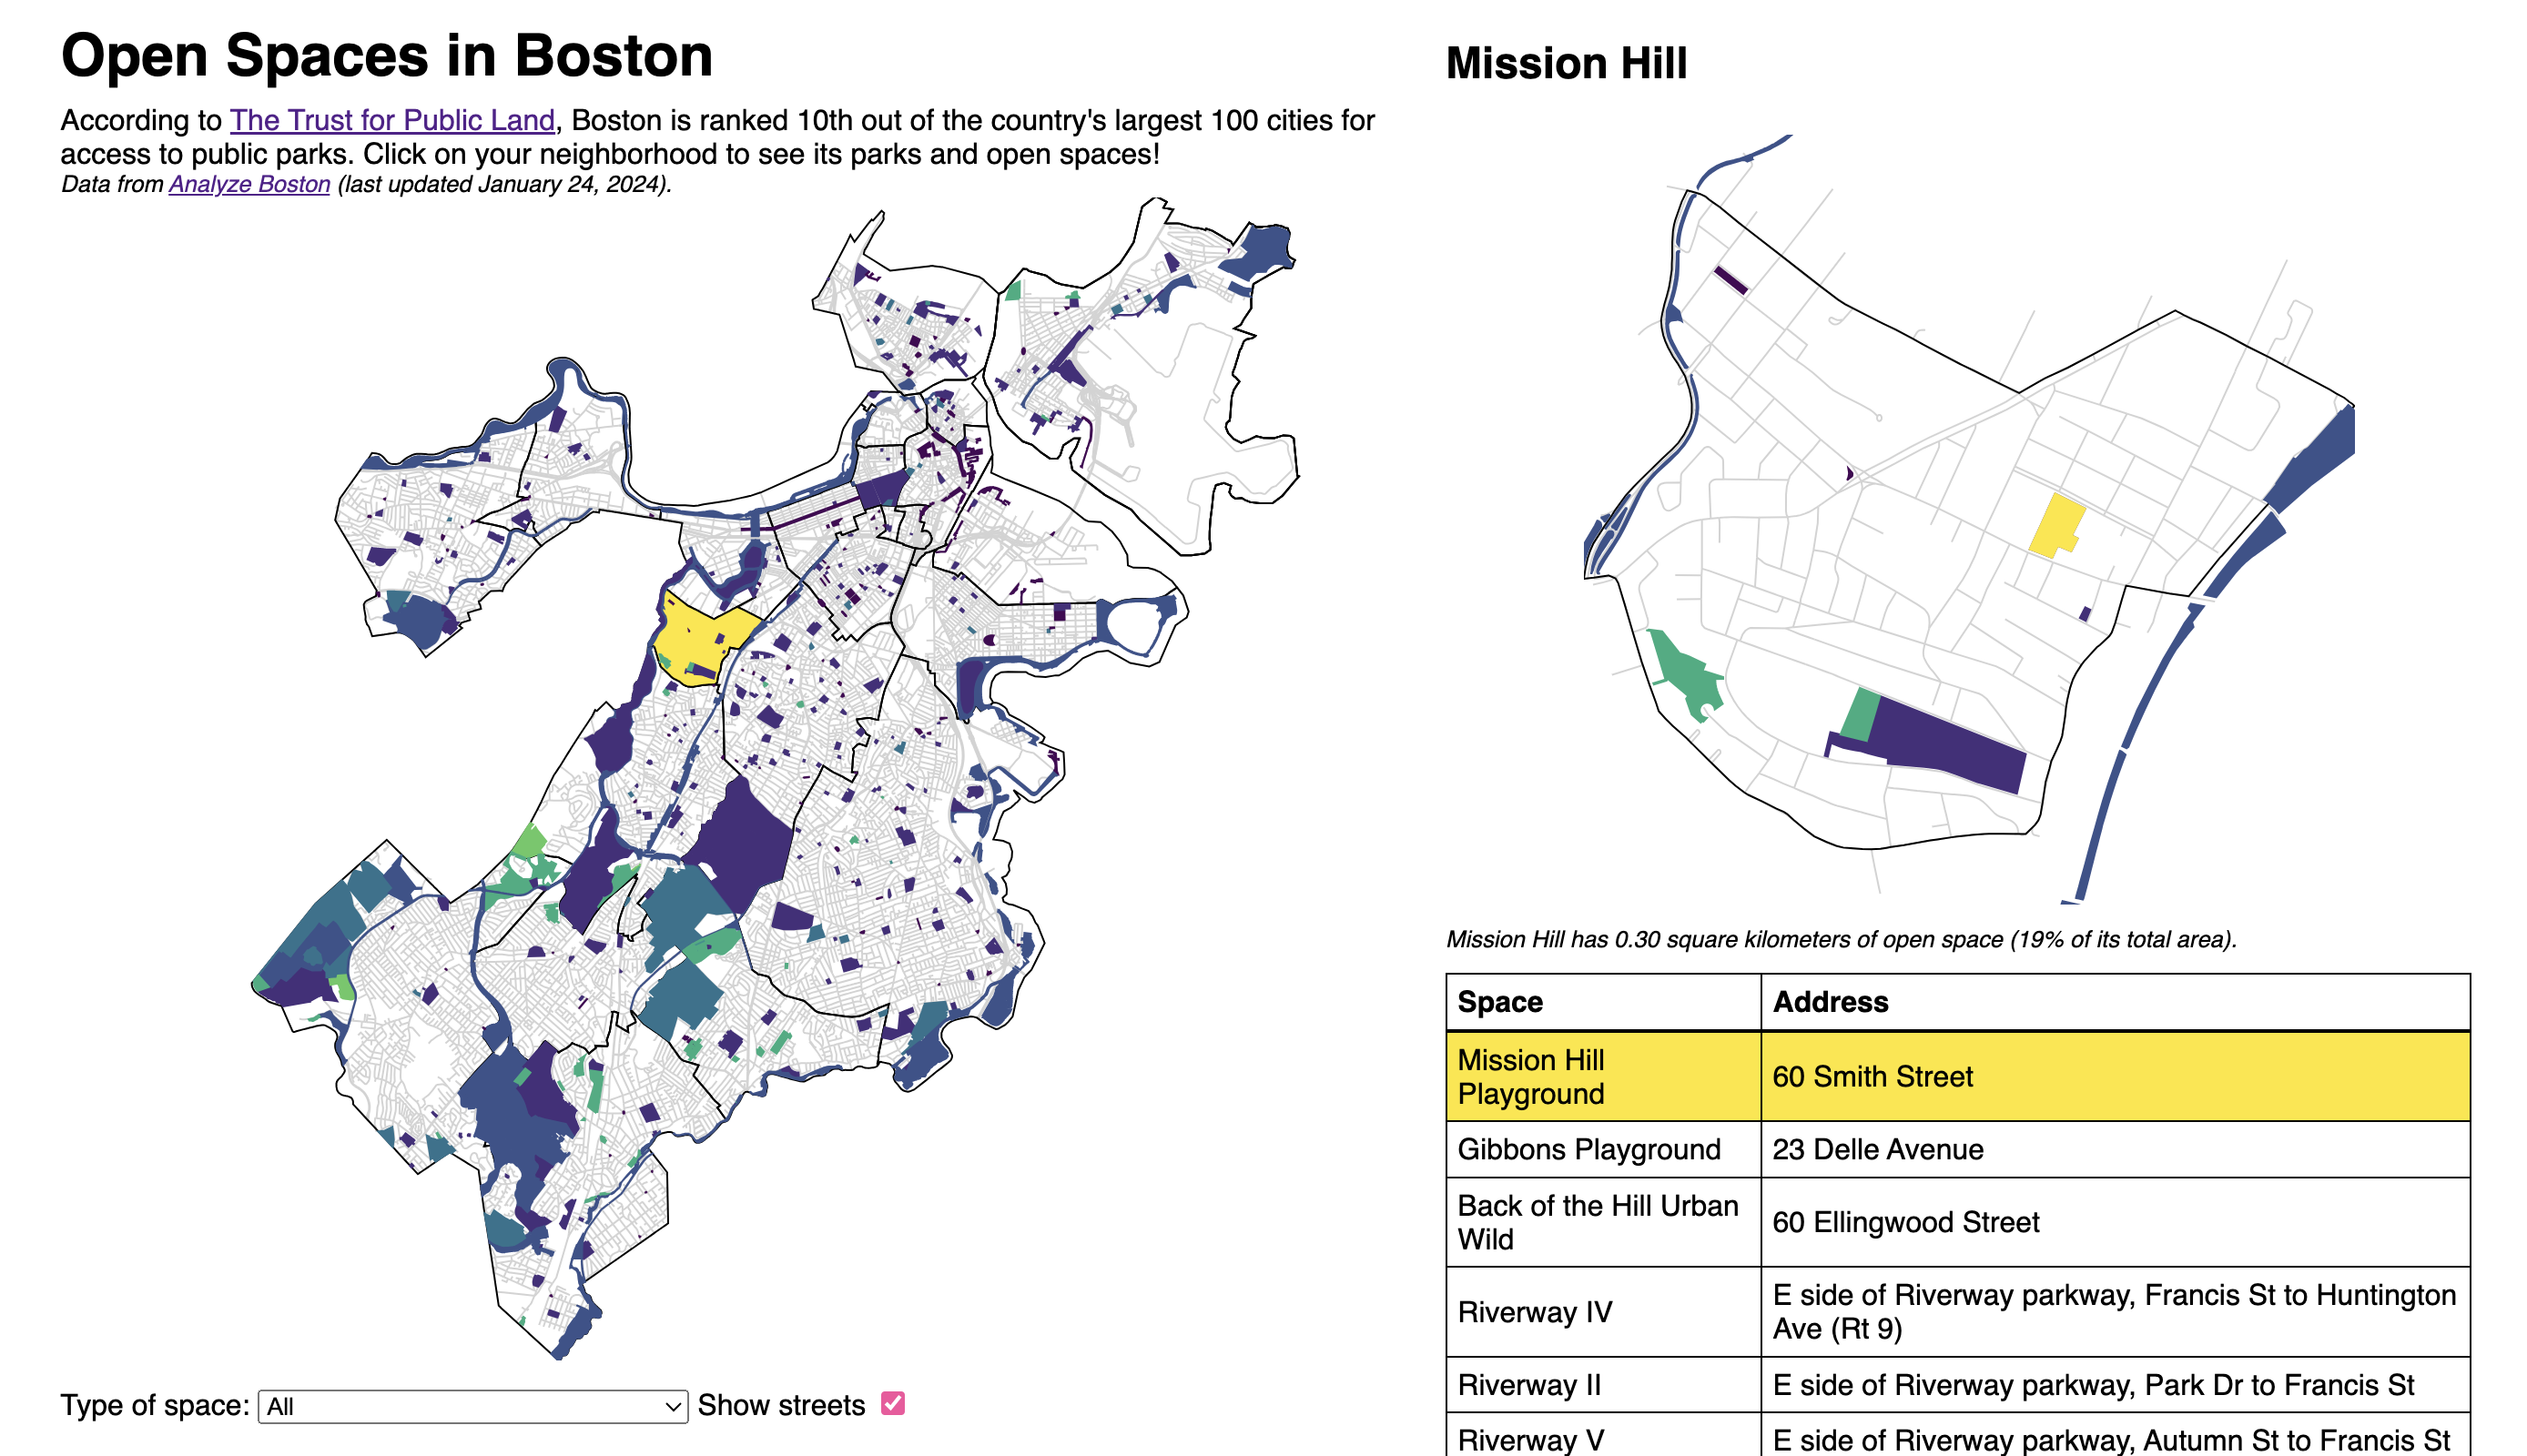 Open Spaces in Boston
According to The Trust for Public Land, Boston is ranked 10th out of the country's largest 100 cities for
access to public parks. Click on your neighborhood to see its parks and open spaces!
Data from Analyze Boston (last updated January 24, 2024).
Type of space: All Show streets
Mission Hill
Mission Hill has 0.30 square kilometers of open space (19% of its total area).
Space Address
Mission Hill
Playground
60 Smith Street
Gibbons Playground 23 Delle Avenue
Back of the Hill Urban
Wild
60 Ellingwood Street
Riverway IV
E side of Riverway parkway, Francis St to Huntington
Ave (Rt 9)
Riverway II E side of Riverway parkway, Park Dr to Francis St
Riverway V E side of Riverway parkway, Autumn St to Francis St